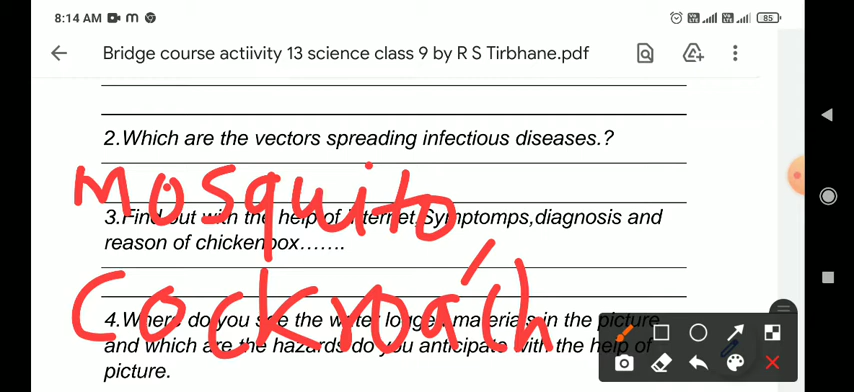 8:14 AM
85
Bridge course actiivity 13 science class 9 by R S Tirbhane.pdf
2.Which are the vectors spreading infectious diseases.?
Mosquito
3.Find out with the help of internet,Symptomps,diagnosis and
reason of chickenpox.......
Cockroach
4.Where do you see the water logged materials in the picture
and which are the hazards do you anticipate with the help of
picture.